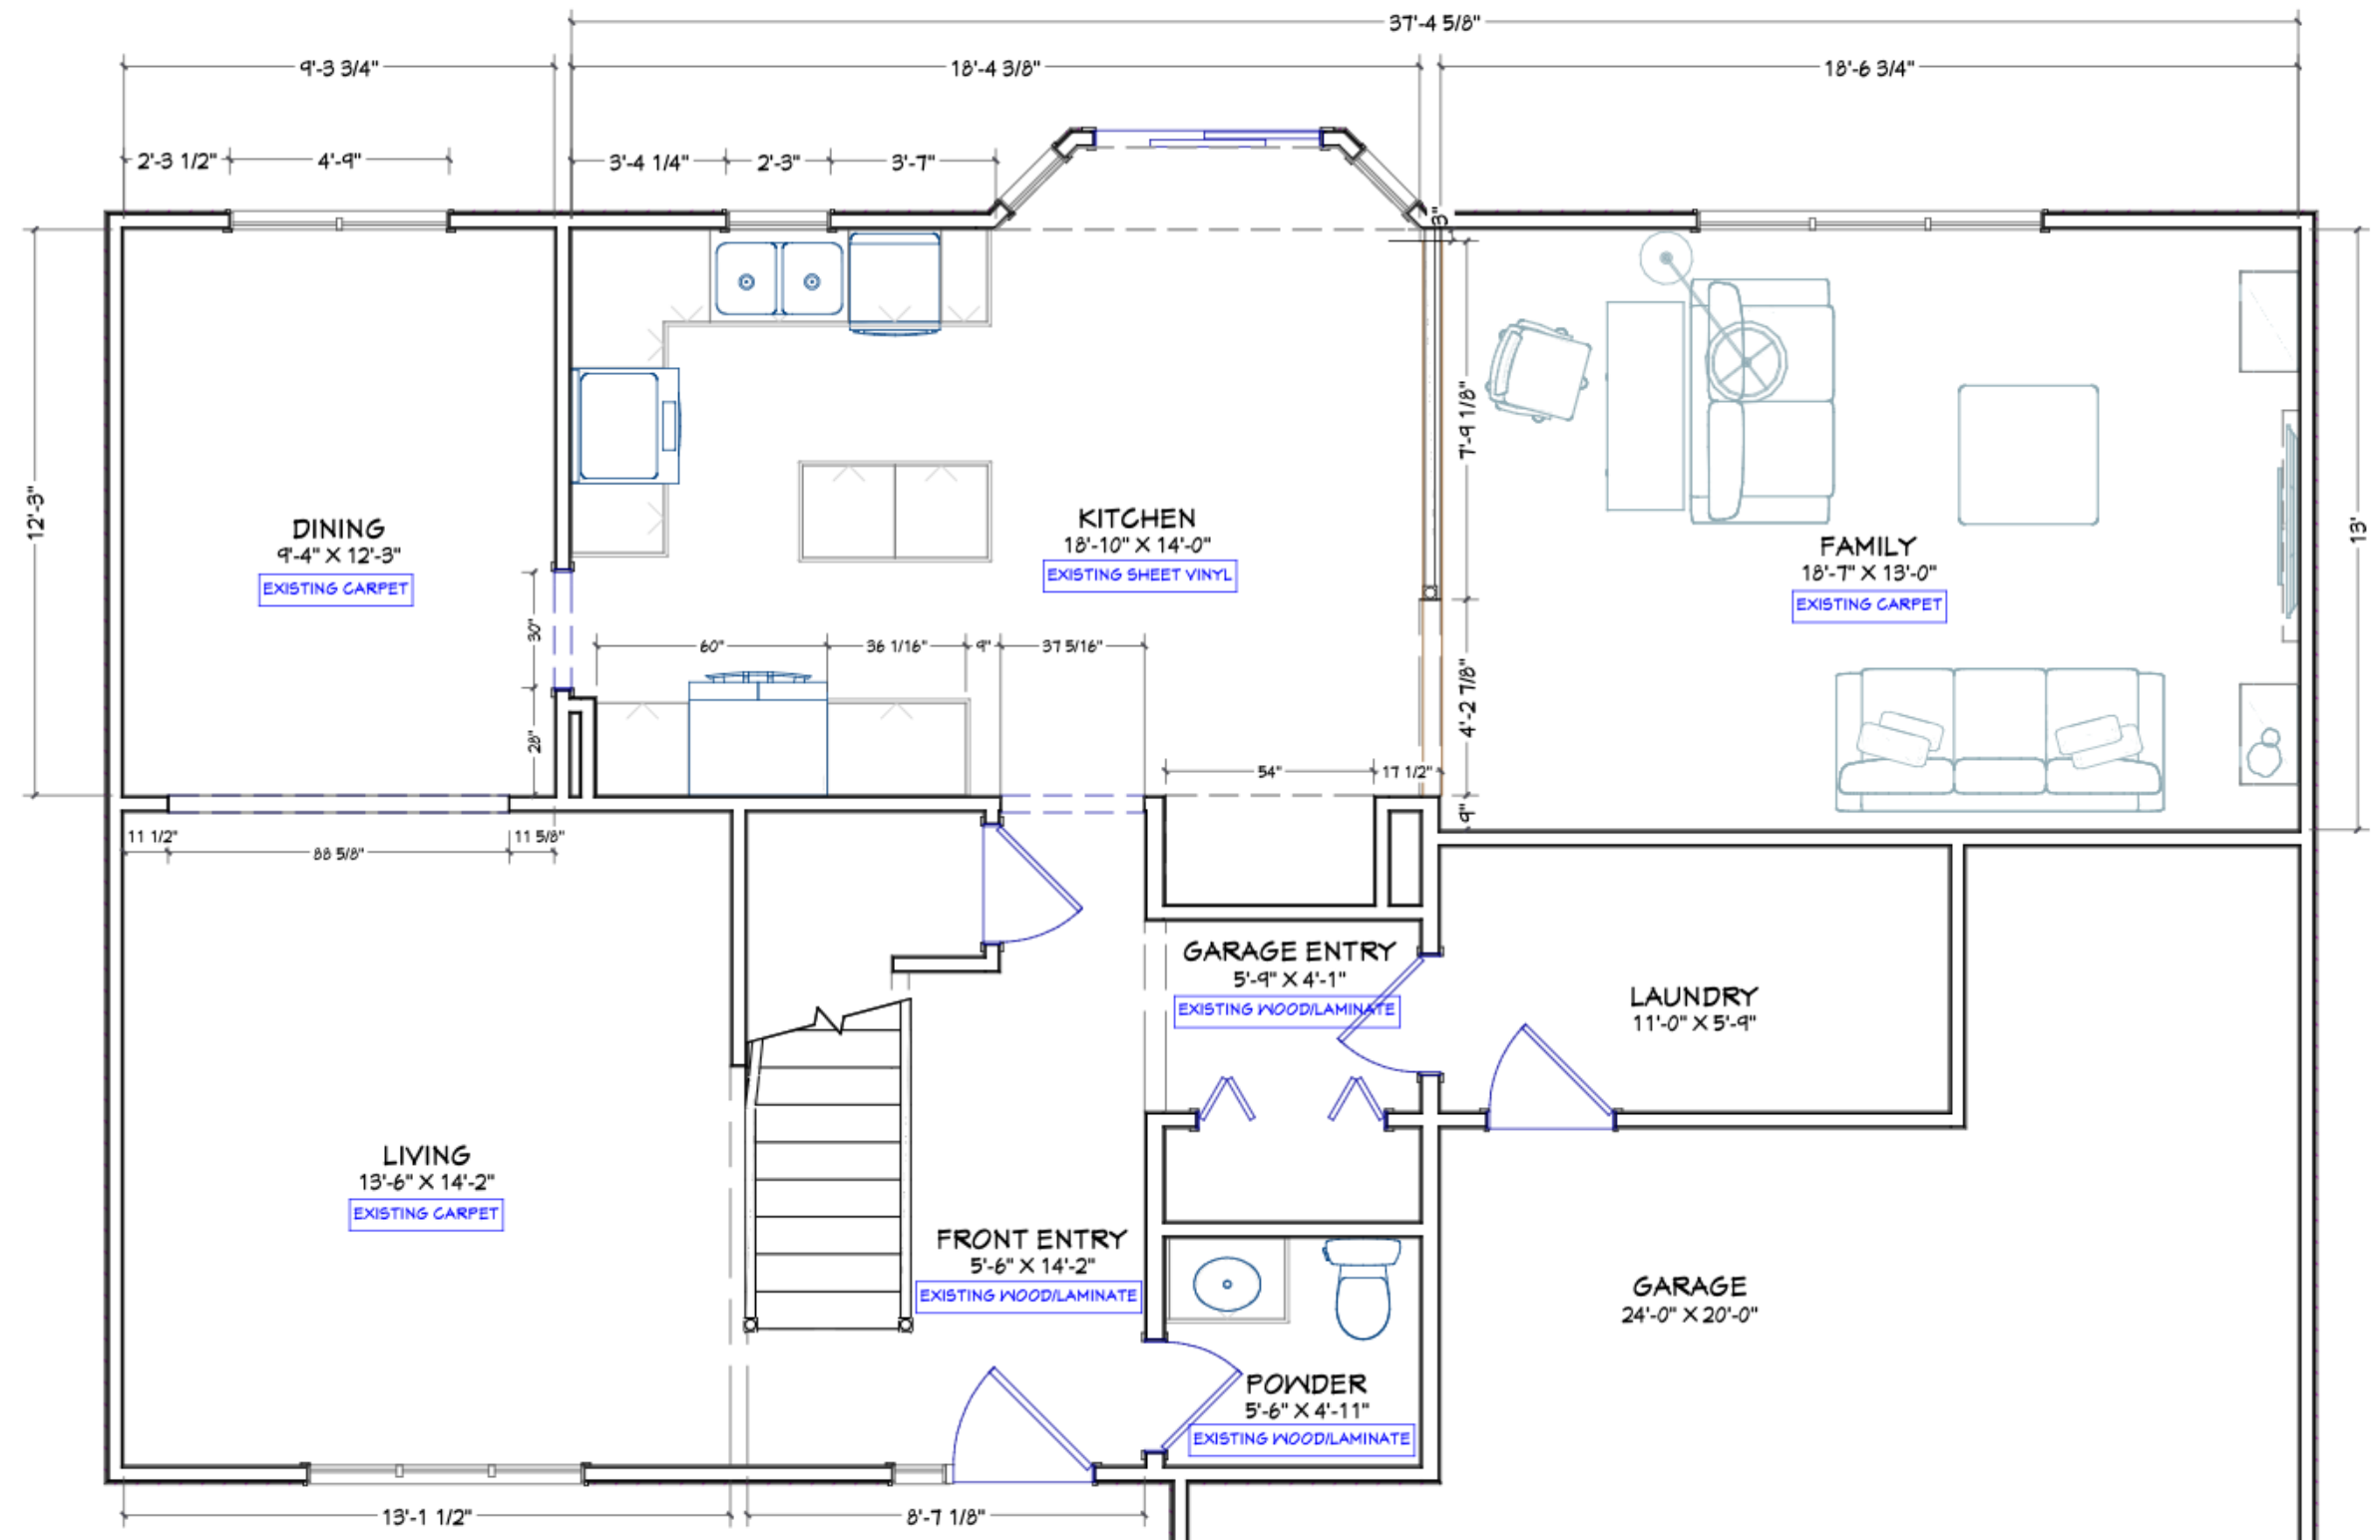 37'-4 5/8"
9'-3 3/4"
18'-4 3/8"
18'-6 3/4"
2'-3 1/2"
4'-9"
3'-4 1/4"
2'-3"
3'-7"
3"
12'-3"
7'-9 1/8"
13'
DINING
9'-4" X 12'-3"
EXISTING CARPET
KITCHEN
18'-10" X 14'-0"
EXISTING SHEET VINYL
FAMILY
18'-7" X 13'-0"
EXISTING CARPET
30"
60"
36 1/16"
9"
37 5/16"
4'-2 7/8"
28"
54"
17 1/2"
9"
11 1/2"
88 5/8"
11 5/8"
GARAGE ENTRY
5'-9" X 4'-1"
EXISTING WOOD/LAMINATE
LAUNDRY
11'-0" X 5'-9"
LIVING
13'-6" X 14'-2"
EXISTING CARPET
FRONT ENTRY
5'-6" X 14'-2"
EXISTING WOOD/LAMINATE
GARAGE
24'-0" X 20'-0"
POWDER
5'-6" X 4'-11"
EXISTING WOOD/LAMINATE
13'-1 1/2"
8'-7 1/8"